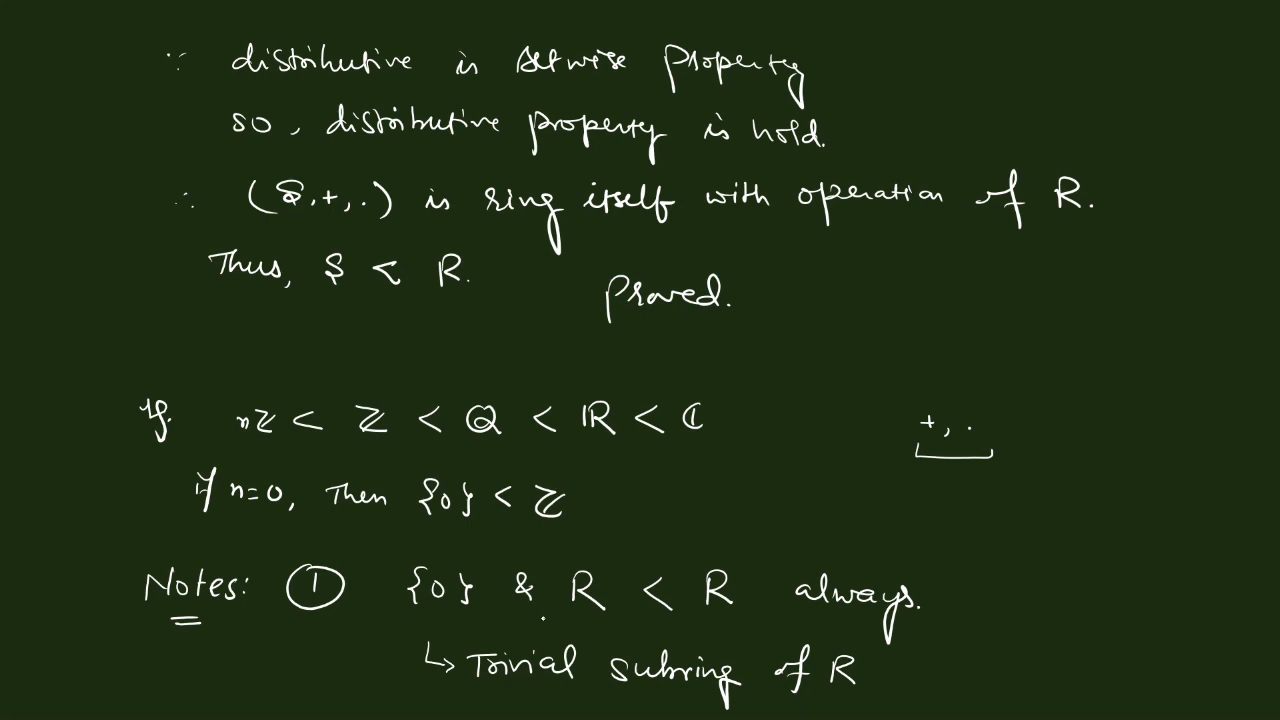 ∵ distributive is setwise property
so, distributive property is hold.
∴ (S,+,.) is ring itself with operation of R.
Thus, S < R.
Proved.
eg. nZ < Z < Q < R < C
+, .
if n=0, Then {0} < Z
Notes: ① {0} & R < R always.
↳ Trivial subring of R